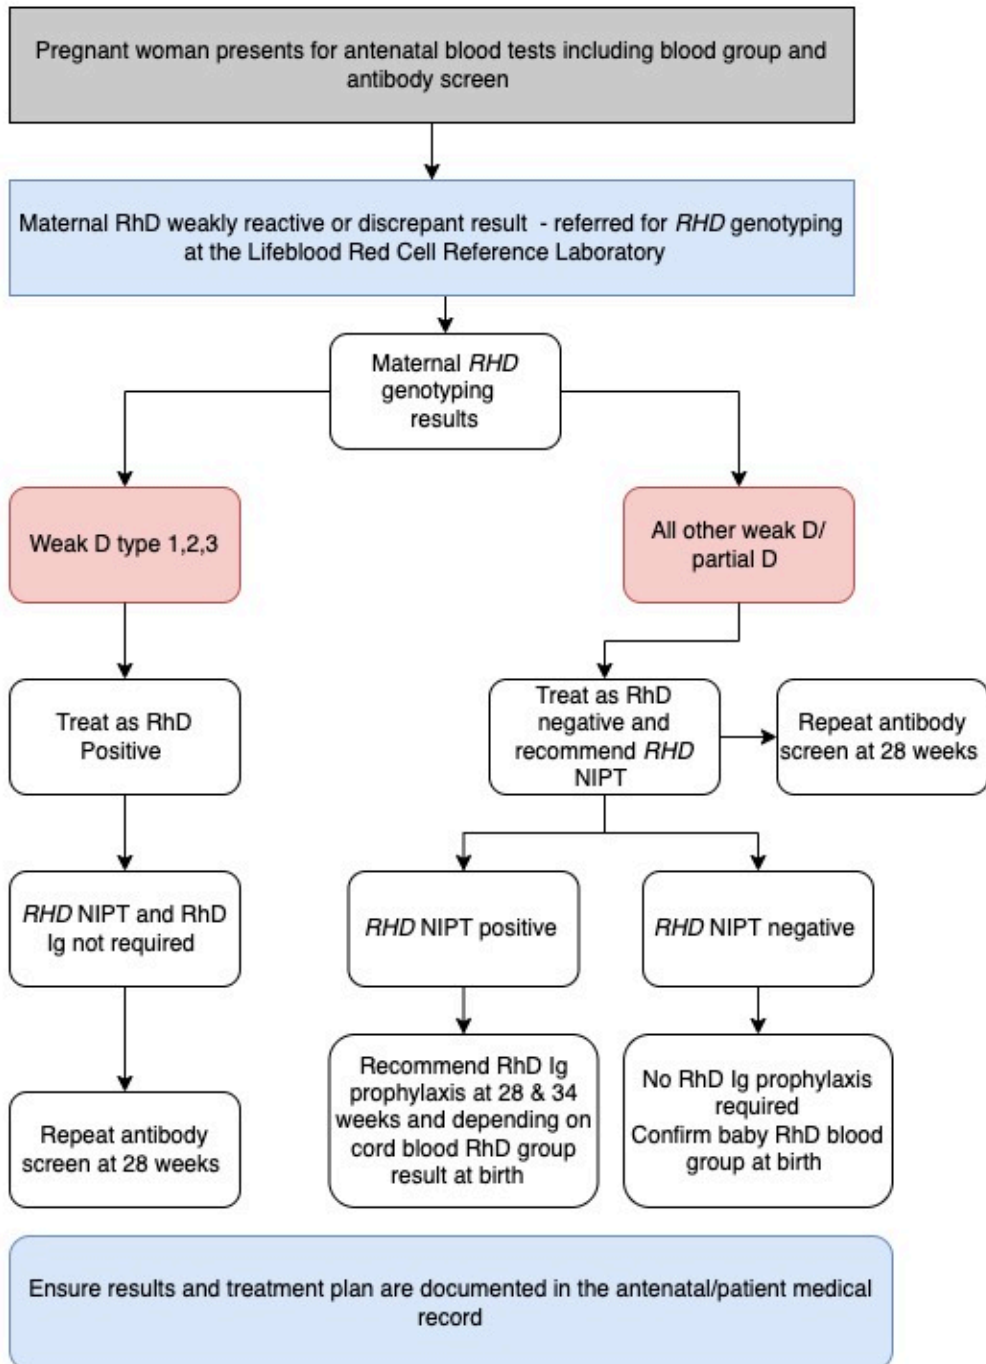 Pregnant woman presents for antenatal blood tests including blood group and
antibody screen
Maternal RhD weakly reactive or discrepant result - referred for RHD genotyping
at the Lifeblood Red Cell Reference Laboratory
Maternal RHD
genotyping
results
Weak D type 1,2,3
All other weak D/
partial D
Treat as RhD
Positive
Treat as RhD
negative and
recommend RHD
NIPT
Repeat antibody
screen at 28 weeks
RHD NIPT and RhD
Ig not required
RHD NIPT positive
RHD NIPT negative
Repeat antibody
screen at 28 weeks
Recommend RhD Ig
prophylaxis at 28 & 34
weeks and depending on
cord blood RhD group
result at birth
No RhD Ig prophylaxis
required
Confirm baby RhD blood
group at birth
Ensure results and treatment plan are documented in the antenatal/patient medical
record